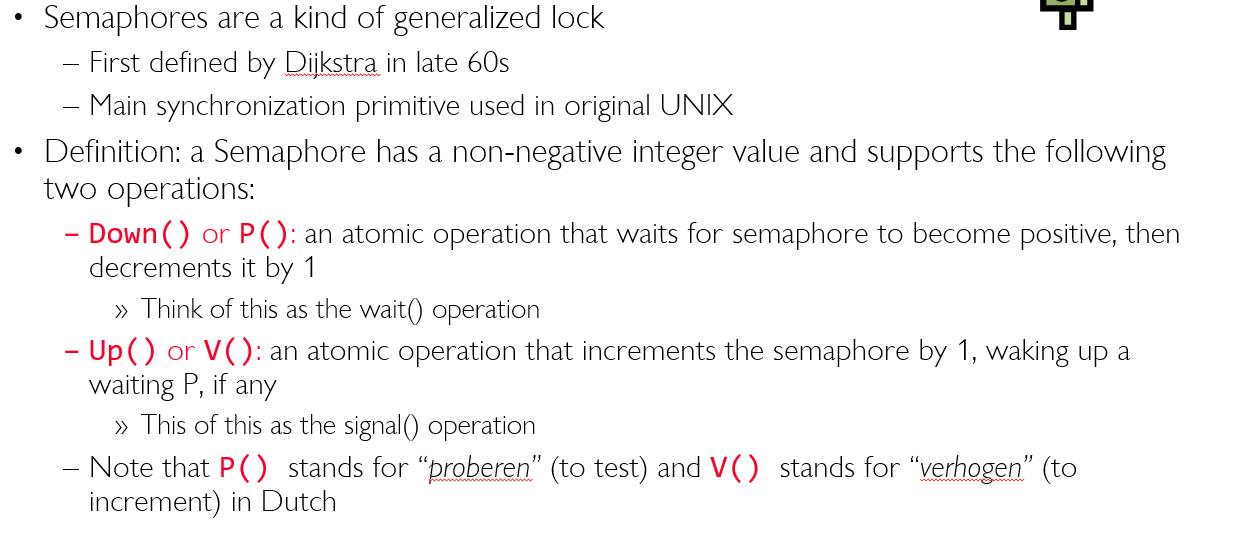 • Semaphores are a kind of generalized lock
– First defined by Dijkstra in late 60s
– Main synchronization primitive used in original UNIX
• Definition: a Semaphore has a non-negative integer value and supports the following
two operations:
– Down() or P(): an atomic operation that waits for semaphore to become positive, then
decrements it by 1
» Think of this as the wait() operation
– Up() or V(): an atomic operation that increments the semaphore by 1, waking up a
waiting P, if any
» This of this as the signal() operation
– Note that P() stands for “proberen” (to test) and V() stands for “verhogen” (to
increment) in Dutch